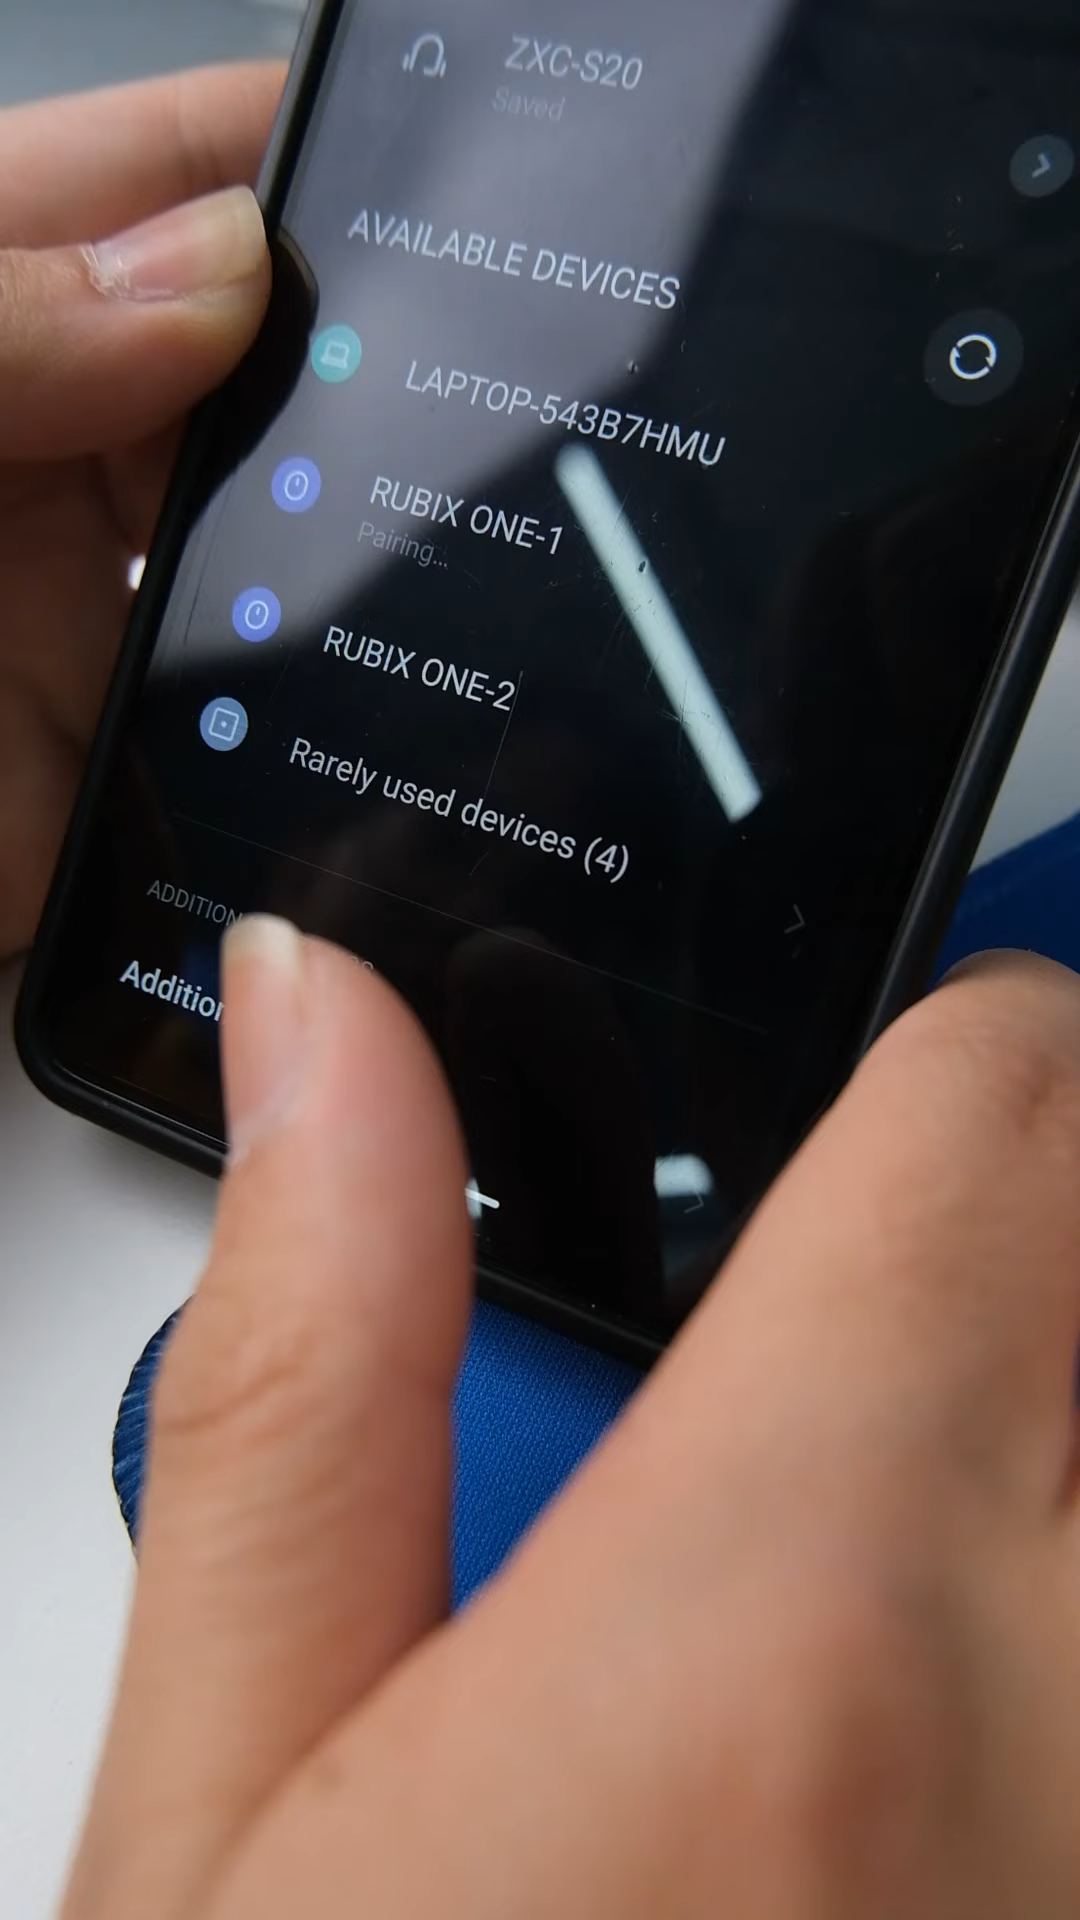 ZXC-S20
Saved
AVAILABLE DEVICES
LAPTOP-543B7HMU
RUBIX ONE-1
Pairing...
RUBIX ONE-2
Rarely used devices (4)